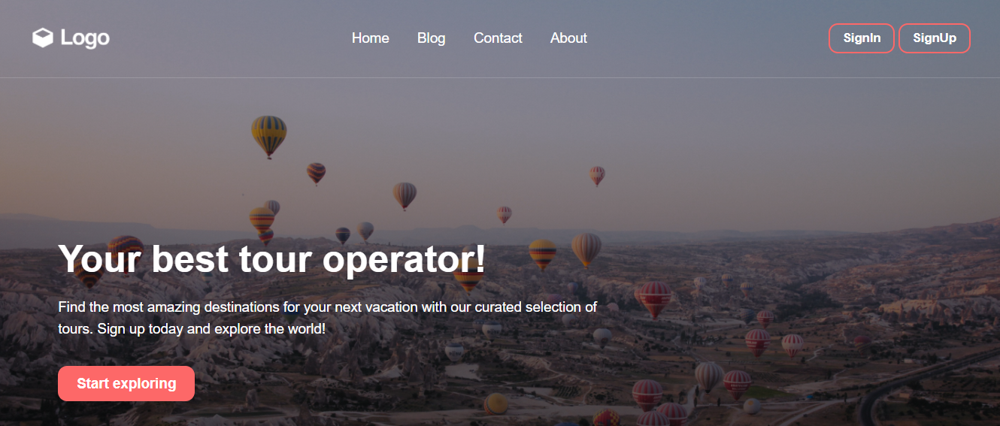 Logo
Home Blog Contact About
SignIn SignUp
Your best tour operator!
Find the most amazing destinations for your next vacation with our curated selection of
tours. Sign up today and explore the world!
Start exploring